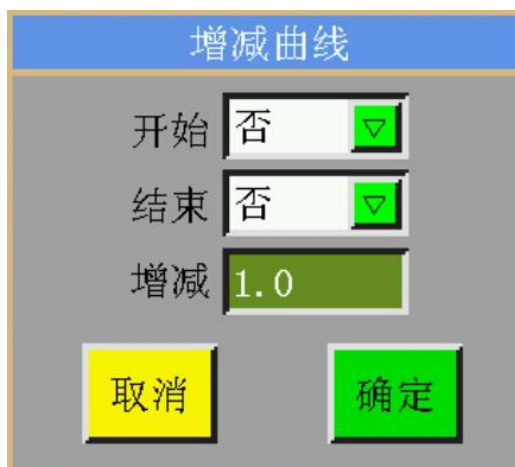 增减曲线
开始 否
结束 否
增减 1.0
取消 确定